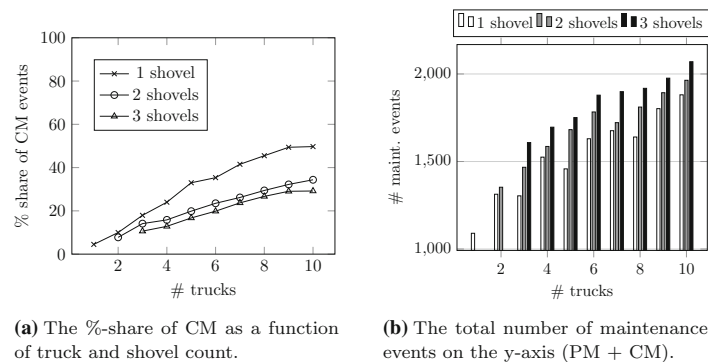 100
80
60
40
20
0
% share of CM events
1 shovel
2 shovels
3 shovels
2 4 6 8 10
# trucks
(a) The %-share of CM as a function
of truck and shovel count.
1 shovel 2 shovels 3 shovels
2,000
1,500
1,000
# maint. events
2 4 6 8 10
# trucks
(b) The total number of maintenance
events on the y-axis (PM + CM).